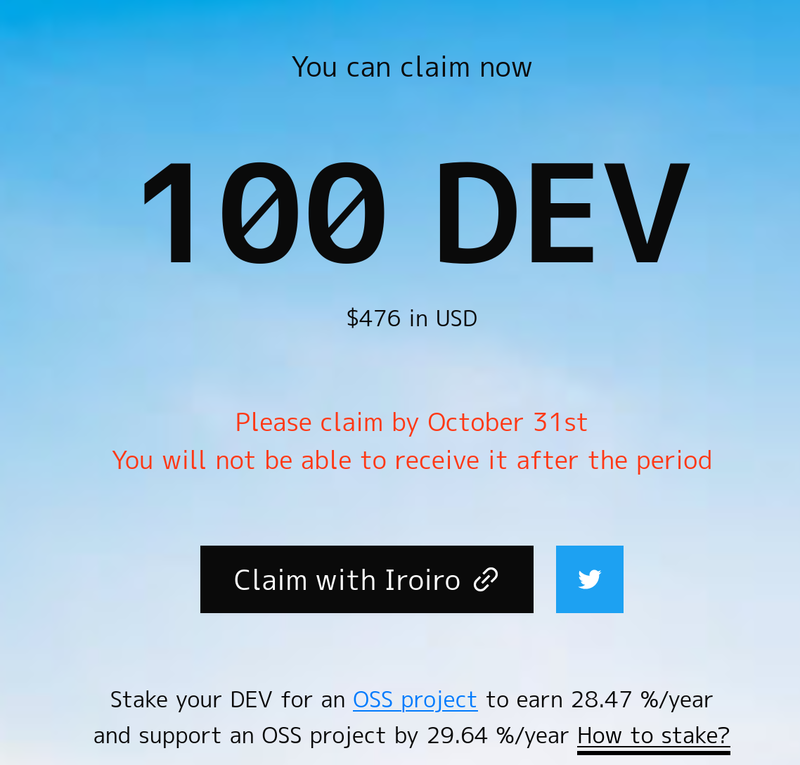 You can claim now
100 DEV
$476 in USD
Please claim by October 31st
You will not be able to receive it after the period
Claim with Iroiro
Stake your DEV for an OSS project to earn 28.47 %/year
and support an OSS project by 29.64 %/year How to stake?